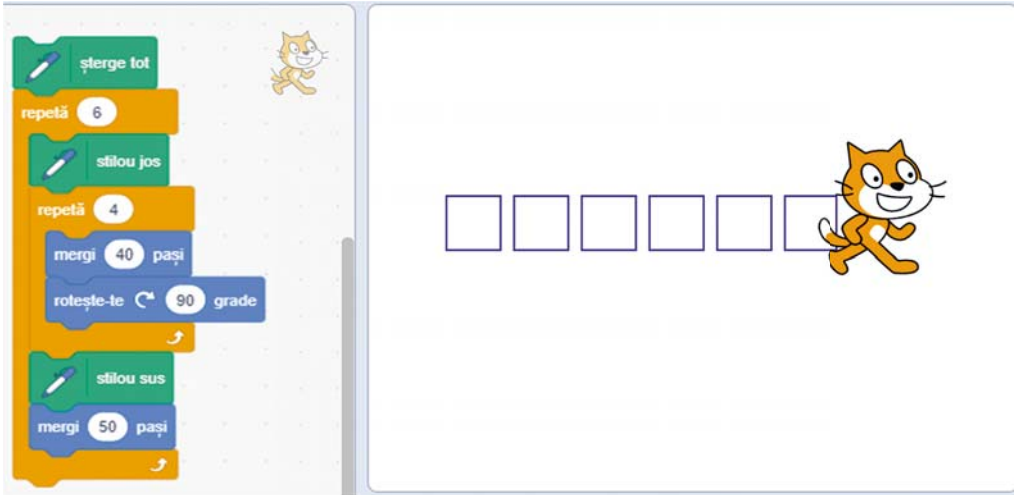 șterge tot
repetă 6
stilou jos
repetă 4
mergi 40 pași
rotește-te 90 grade
stilou sus
mergi 50 pași